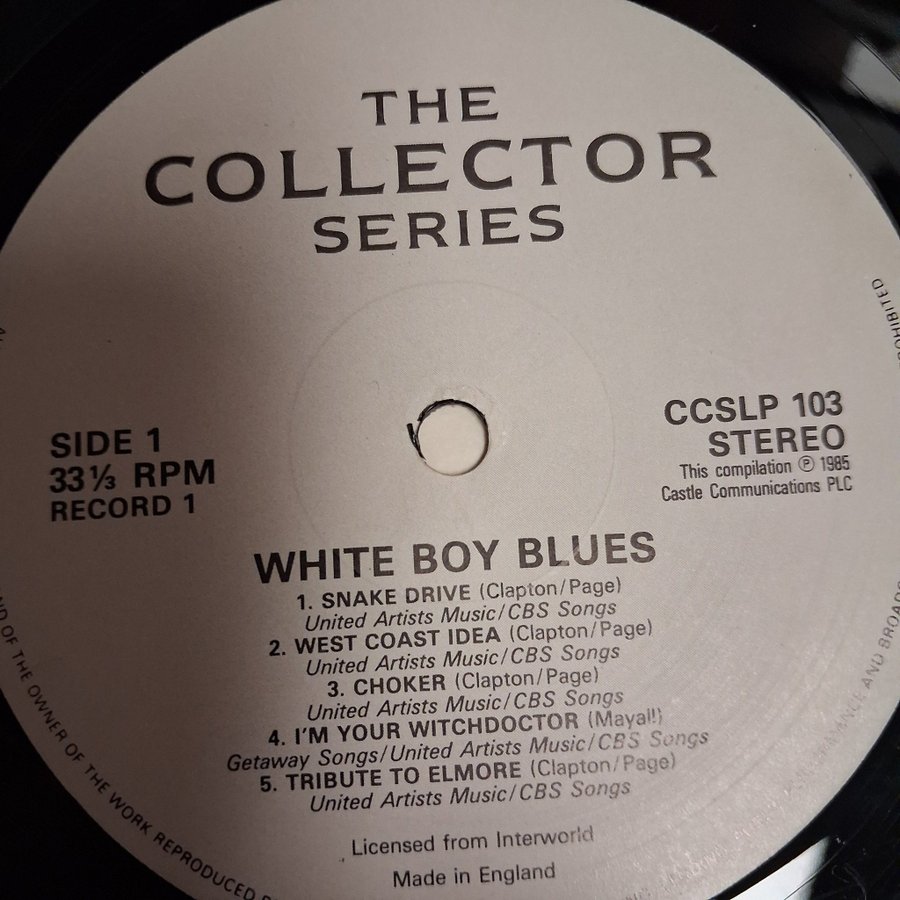 THE
COLLECTOR
SERIES
SIDE 1
33⅓ RPM
RECORD 1
CCSLP 103
STEREO
This compilation ℗ 1985
Castle Communications PLC
WHITE BOY BLUES
1. SNAKE DRIVE (Clapton/Page)
United Artists Music/CBS Songs
2. WEST COAST IDEA (Clapton/Page)
United Artists Music/CBS Songs
3. CHOKER (Clapton/Page)
United Artists Music/CBS Songs
4. I'M YOUR WITCHDOCTOR (Mayall)
Getaway Songs/United Artists Music/CBS Songs
5. TRIBUTE TO ELMORE (Clapton/Page)
United Artists Music/CBS Songs
Licensed from Interworld
Made in England
OF THE OWNER OF THE WORK REPRODUCED
AND